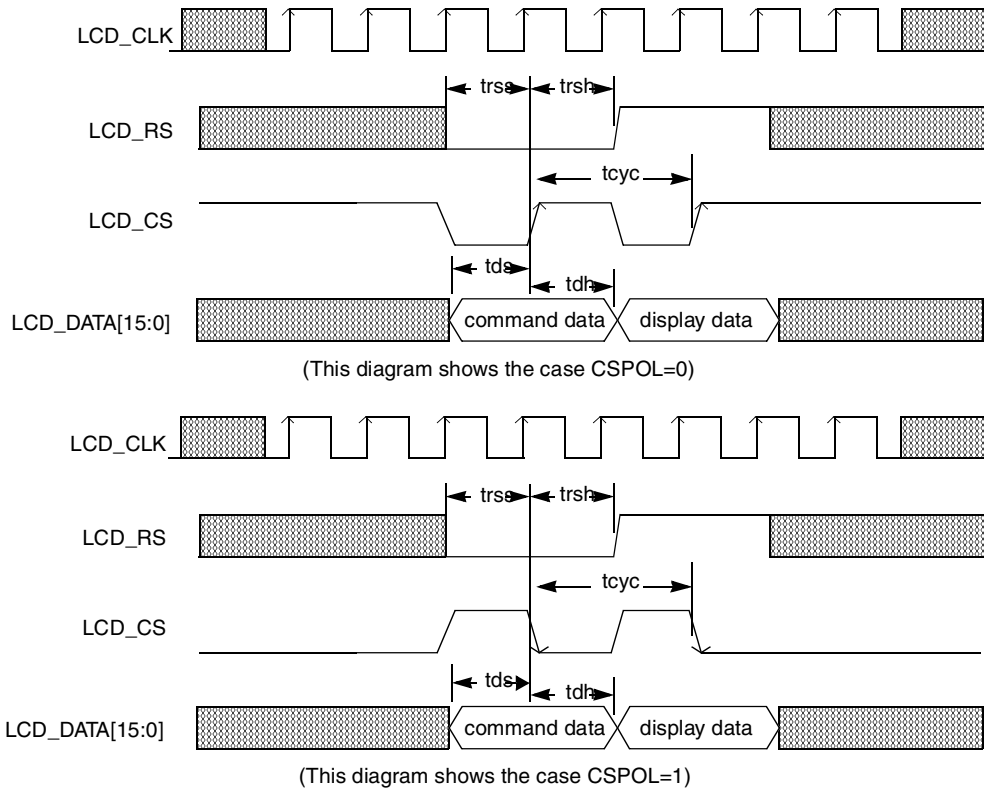 LCD_CLK
trss
trsh
LCD_RS
tcyc
LCD_CS
tds
tdh
LCD_DATA[15:0]
command data
display data
(This diagram shows the case CSPOL=0)
LCD_CLK
trss
trsh
LCD_RS
tcyc
LCD_CS
tds
tdh
LCD_DATA[15:0]
command data
display data
(This diagram shows the case CSPOL=1)